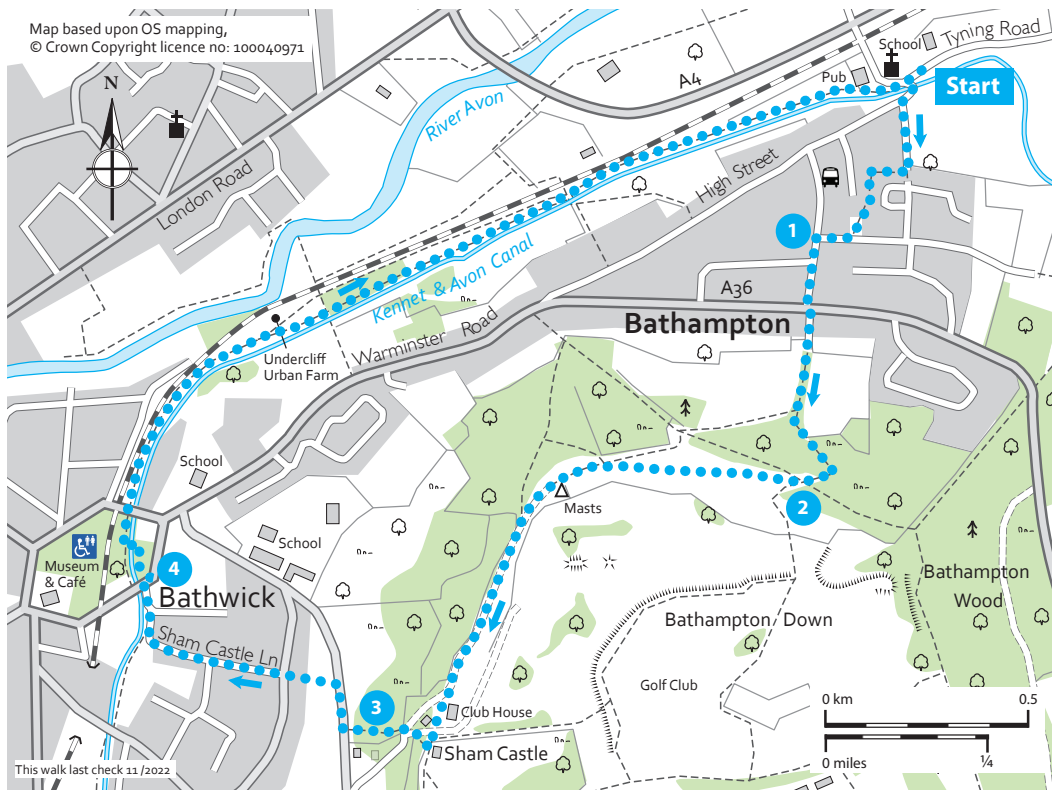 Map based upon OS mapping,
© Crown Copyright licence no: 100040971
N
School
Tyning Road
Pub
Start
A4
River Avon
London Road
High Street
1
Kennet & Avon Canal
A36
Bathampton
Warminster Road
Undercliff
Urban Farm
School
Masts
2
School
Museum
& Café
4
Bathwick
Bathampton
Wood
Bathampton Down
Sham Castle Ln
Golf Club
3
Club House
Sham Castle
0 km
0.5
0 miles
¼
This walk last check 11 /2022